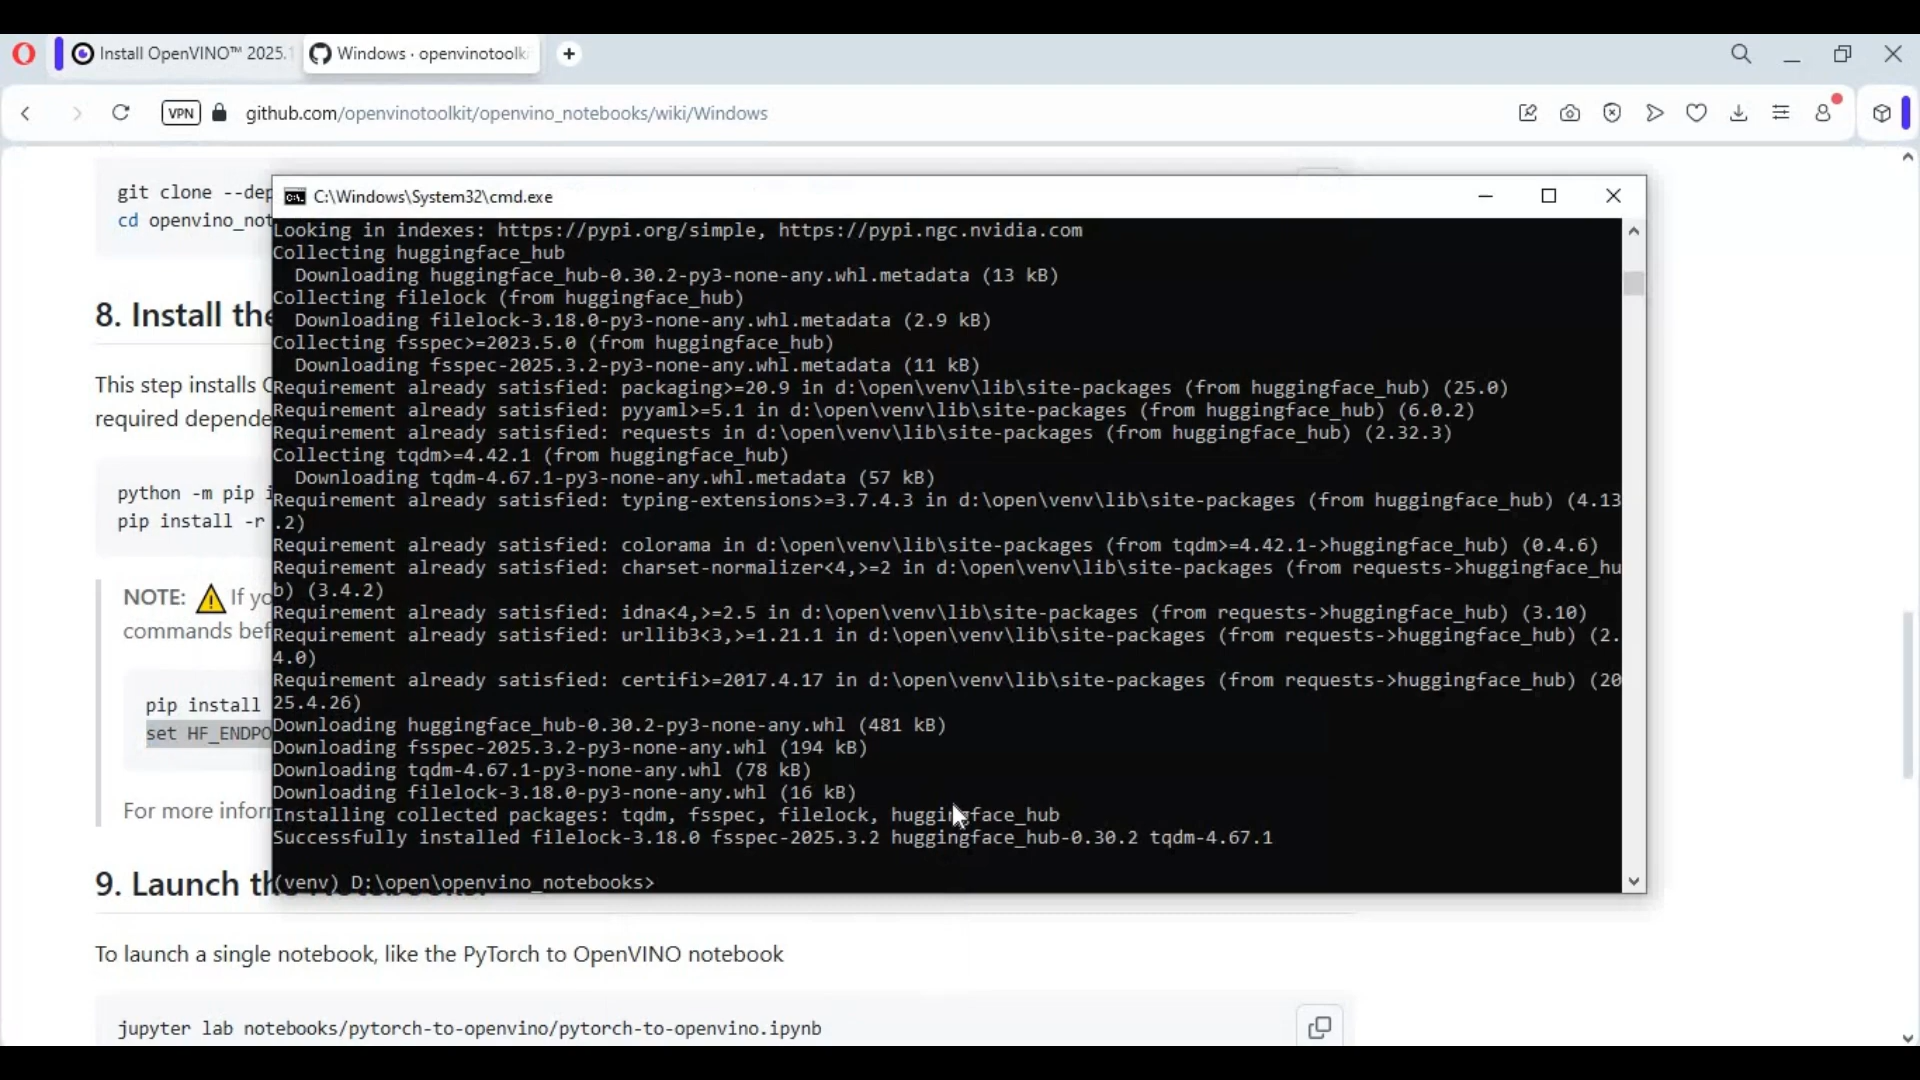 Install OpenVINO™ 2025.1
Windows · openvinotoolki
VPN
github.com/openvinotoolkit/openvino_notebooks/wiki/Windows
git clone --dep
cd openvino_not
8. Install the
This step installs
required depende
python -m pip i
pip install -r
NOTE: ⚠ If yo
commands bef
pip install
set HF_ENDPO
For more inforr
9. Launch th
C:\Windows\System32\cmd.exe
Looking in indexes: https://pypi.org/simple, https://pypi.ngc.nvidia.com
Collecting huggingface_hub
  Downloading huggingface_hub-0.30.2-py3-none-any.whl.metadata (13 kB)
Collecting filelock (from huggingface_hub)
  Downloading filelock-3.18.0-py3-none-any.whl.metadata (2.9 kB)
Collecting fsspec>=2023.5.0 (from huggingface_hub)
  Downloading fsspec-2025.3.2-py3-none-any.whl.metadata (11 kB)
Requirement already satisfied: packaging>=20.9 in d:\open\venv\lib\site-packages (from huggingface_hub) (25.0)
Requirement already satisfied: pyyaml>=5.1 in d:\open\venv\lib\site-packages (from huggingface_hub) (6.0.2)
Requirement already satisfied: requests in d:\open\venv\lib\site-packages (from huggingface_hub) (2.32.3)
Collecting tqdm>=4.42.1 (from huggingface_hub)
  Downloading tqdm-4.67.1-py3-none-any.whl.metadata (57 kB)
Requirement already satisfied: typing-extensions>=3.7.4.3 in d:\open\venv\lib\site-packages (from huggingface_hub) (4.13
.2)
Requirement already satisfied: colorama in d:\open\venv\lib\site-packages (from tqdm>=4.42.1->huggingface_hub) (0.4.6)
Requirement already satisfied: charset-normalizer<4,>=2 in d:\open\venv\lib\site-packages (from requests->huggingface_hu
b) (3.4.2)
Requirement already satisfied: idna<4,>=2.5 in d:\open\venv\lib\site-packages (from requests->huggingface_hub) (3.10)
Requirement already satisfied: urllib3<3,>=1.21.1 in d:\open\venv\lib\site-packages (from requests->huggingface_hub) (2.
4.0)
Requirement already satisfied: certifi>=2017.4.17 in d:\open\venv\lib\site-packages (from requests->huggingface_hub) (20
25.4.26)
Downloading huggingface_hub-0.30.2-py3-none-any.whl (481 kB)
Downloading fsspec-2025.3.2-py3-none-any.whl (194 kB)
Downloading tqdm-4.67.1-py3-none-any.whl (78 kB)
Downloading filelock-3.18.0-py3-none-any.whl (16 kB)
Installing collected packages: tqdm, fsspec, filelock, huggingface_hub
Successfully installed filelock-3.18.0 fsspec-2025.3.2 huggingface_hub-0.30.2 tqdm-4.67.1
(venv) D:\open\openvino_notebooks>
To launch a single notebook, like the PyTorch to OpenVINO notebook
jupyter lab notebooks/pytorch-to-openvino/pytorch-to-openvino.ipynb